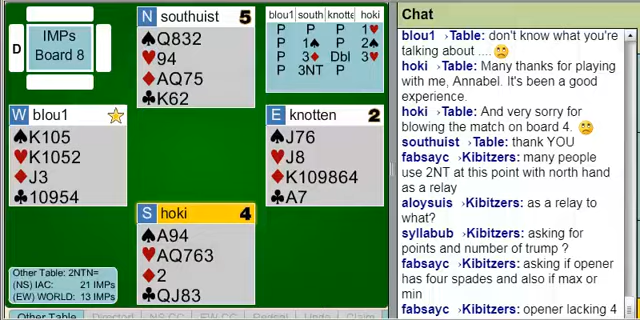 D
IMPs
Board 8
N southuist 5
♠Q832
♥94
♦AQ75
♣K62
blou1 south knotte hoki
P P P 1♥
P 1♠ P 2♠
P 3♦ Dbl 3♥
P 3NT P
W blou1
♠K105
♥K1052
♦J3
♣10954
E knotten 2
♠J76
♥J8
♦K109864
♣A7
S hoki 4
♠A94
♥AQ763
♦2
♣QJ83
Other Table: 2NTN=
(NS) IAC: 21 IMPs
(EW) WORLD: 13 IMPs
Other Table
Chat
blou1 ›Table: don't know what you're
talking about ....
hoki ›Table: Many thanks for playing
with me, Annabel. It's been a good
experience.
hoki ›Table: And very sorry for
blowing the match on board 4.
southuist ›Table: thank YOU
fabsayc ›Kibitzers: many people
use 2NT at this point with north hand
as a relay
aloysuis ›Kibitzers: as a relay to
what?
syllabub ›Kibitzers: asking for
points and number of trump ?
fabsayc ›Kibitzers: asking if opener
has four spades and also if max or
min
fabsayc ›Kibitzers: opener lacking 4